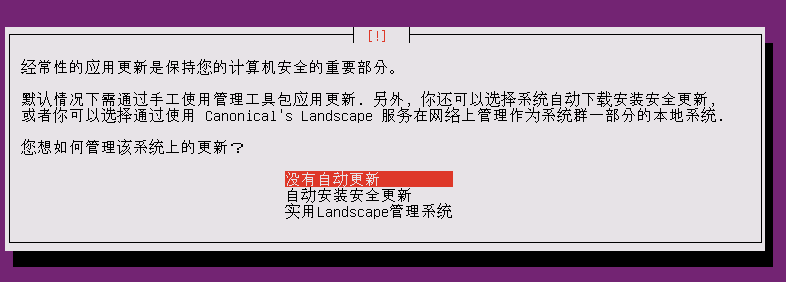 [!]
经常性的应用更新是保持您的计算机安全的重要部分。
默认情况下需通过手工使用管理工具包应用更新. 另外, 你还可以选择系统自动下载安装安全更新,
或者你可以选择通过使用 Canonical's Landscape 服务在网络上管理作为系统群一部分的本地系统.
您想如何管理该系统上的更新?
没有自动更新
自动安装安全更新
实用Landscape管理系统